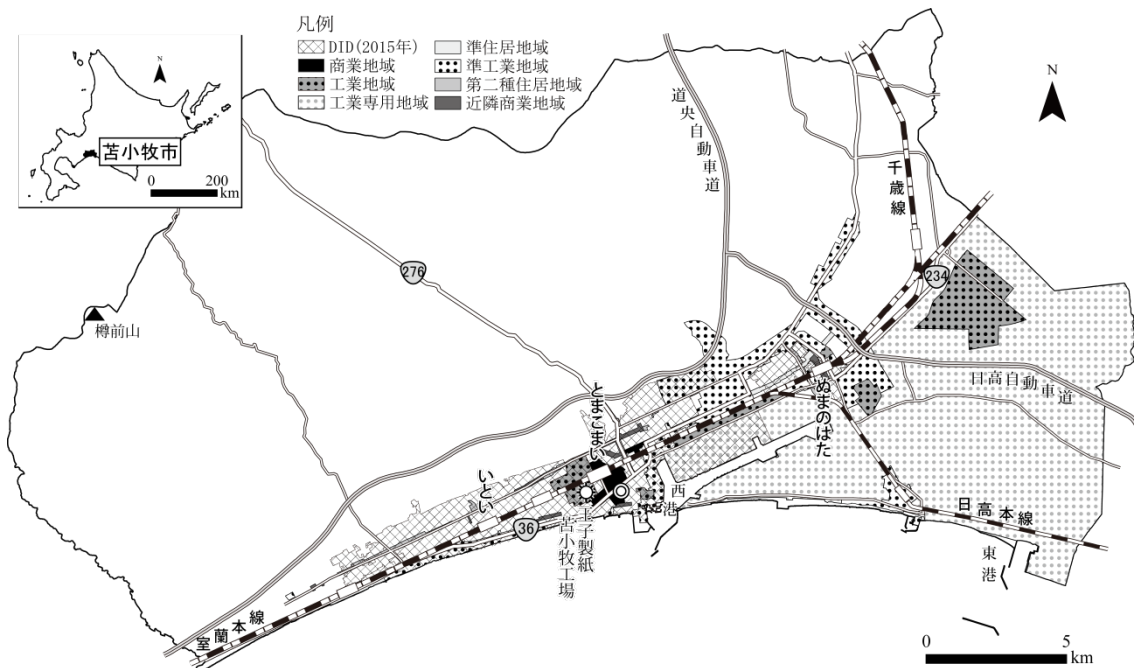 凡例
DID(2015年)
商業地域
工業地域
工業専用地域
準住居地域
準工業地域
第二種住居地域
近隣商業地域
苫小牧市
0 200
km
N
道央自動車道
千歳線
276
234
樽前山
日高自動車道
とまこまい
ぬまのはた
いとい
西港
36
王子製紙
苫小牧工場
日高本線
東港
室蘭本線
0 5
km